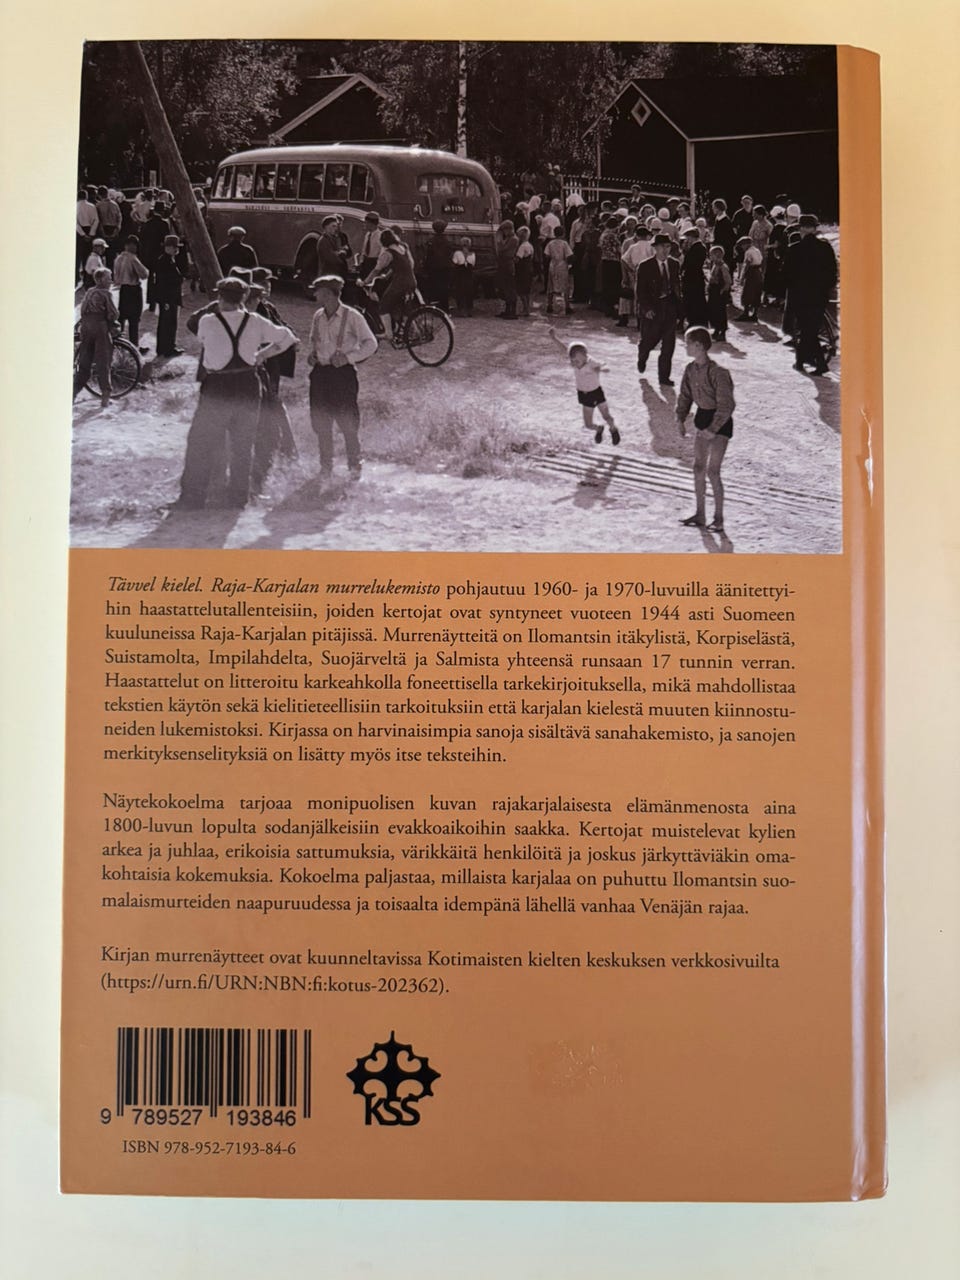 Tävvel kielel. Raja-Karjalan murrelukemisto pohjautuu 1960- ja 1970-luvuilla äänitettyi-
hin haastattelutallenteisiin, joiden kertojat ovat syntyneet vuoteen 1944 asti Suomeen
kuuluneissa Raja-Karjalan pitäjissä. Murrenäytteitä on Ilomantsin itäkylistä, Korpiselästä,
Suistamolta, Impilahdelta, Suojärveltä ja Salmista yhteensä runsaan 17 tunnin verran.
Haastattelut on litteroitu karkeahkolla foneettisella tarkekirjoituksella, mikä mahdollistaa
tekstien käytön sekä kielitieteellisiin tarkoituksiin että karjalan kielestä muuten kiinnostu-
neiden lukemistoksi. Kirjassa on harvinaisimpia sanoja sisältävä sanahakemisto, ja sanojen
merkityksenselityksiä on lisätty myös itse teksteihin.
Näytekokoelma tarjoaa monipuolisen kuvan rajakarjalaisesta elämänmenosta aina
1800-luvun lopulta sodanjälkeisiin evakkoaikoihin saakka. Kertojat muistelevat kylien
arkea ja juhlaa, erikoisia sattumuksia, värikkäitä henkilöitä ja joskus järkyttäviäkin oma-
kohtaisia kokemuksia. Kokoelma paljastaa, millaista karjalaa on puhuttu Ilomantsin suo-
malaismurteiden naapuruudessa ja toisaalta idempänä lähellä vanhaa Venäjän rajaa.
Kirjan murrenäytteet ovat kuunneltavissa Kotimaisten kielten keskuksen verkkosivuilta
(https://urn.fi/URN:NBN:fi:kotus-202362).
9 789527 193846
KSS
ISBN 978-952-7193-84-6